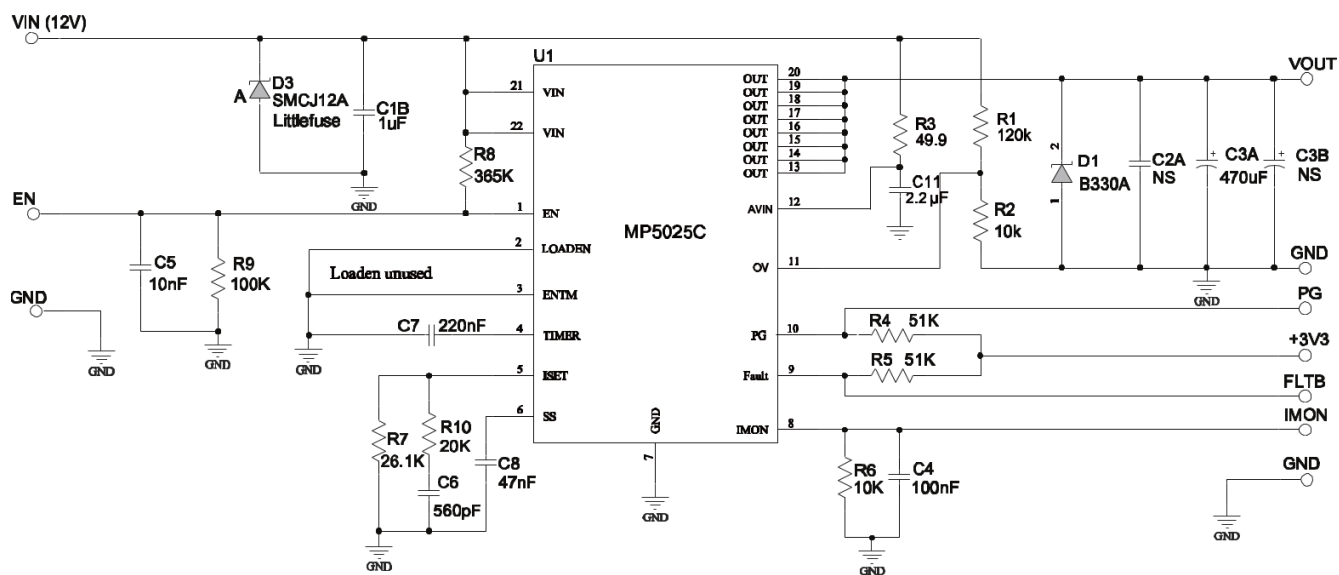 VIN (12V)
U1
D3
SMCJ12A
Littlefuse
A
C1B
1uF
GND
R8
365K
21
VIN
22
VIN
EN
1
EN
2
LOADEN
Loaden unused
3
ENTM
C5
10nF
R9
100K
GND
GND
GND
GND
C7
220nF
4
TIMER
5
ISET
6
SS
R7
26.1K
R10
20K
C6
560pF
C8
47nF
GND
MP5025C
GND
7
GND
OUT
20
OUT
19
OUT
18
OUT
17
OUT
16
OUT
15
OUT
14
OUT
13
AVIN
12
OV
11
PG
10
Fault
9
IMON
8
R3
49.9
C11
2.2µF
GND
R1
120k
R2
10k
2
D1
B330A
1
C2A
NS
C3A
470uF
C3B
NS
+
+
VOUT
GND
GND
PG
R4
51K
R5
51K
+3V3
FLTB
IMON
R6
10K
C4
100nF
GND
GND
GND